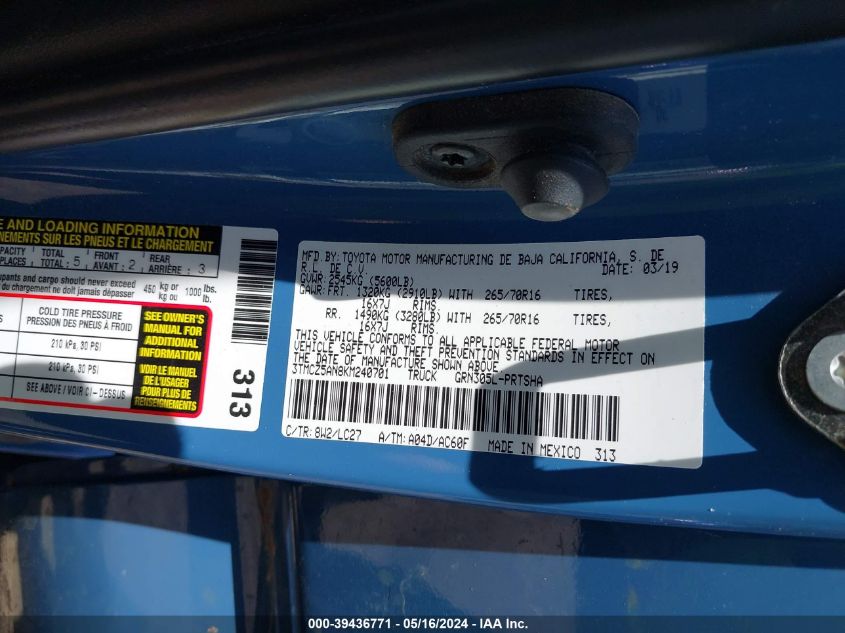 E AND LOADING INFORMATION
NEMENTS SUR LES PNEUS ET LE CHARGEMENT
CAPACITY TOTAL 5 FRONT 2 REAR 3
PLACES TOTAL AVANT ARRIÈRE
upants and cargo should never exceed 450 kg or 1000 lbs.
du chargement ne doit jamais dépasser kg ou lb.
COLD TIRE PRESSURE
PRESSION DES PNEUS À FROID
210 kPa, 30 PSI
210 kPa, 30 PSI
SEE ABOVE / VOIR CI - DESSUS
SEE OWNER'S
MANUAL FOR
ADDITIONAL
INFORMATION
VOIR LE MANUEL
DE L'USAGER
POUR PLUS DE
RENSEIGNEMENTS
313
MFD. BY: TOYOTA MOTOR MANUFACTURING DE BAJA CALIFORNIA, S. DE
R.L. DE C.V. DATE: 03/19
GVWR: 2545KG (5600LB)
GAWR: FRT. 1320KG (2910LB) WITH 265/70R16 TIRES,
16X7J RIMS.
RR. 1490KG (3280LB) WITH 265/70R16 TIRES,
16X7J RIMS.
THIS VEHICLE CONFORMS TO ALL APPLICABLE FEDERAL MOTOR
VEHICLE SAFETY AND THEFT PREVENTION STANDARDS IN EFFECT ON
THE DATE OF MANUFACTURE SHOWN ABOVE
3TMCZ5AN8KM240701 TRUCK GRN305L-PRTSHA
C/TR: 8W2/LC27 A/TM: A04D/AC60F MADE IN MEXICO 313
000-39436771 - 05/16/2024 - IAA Inc.